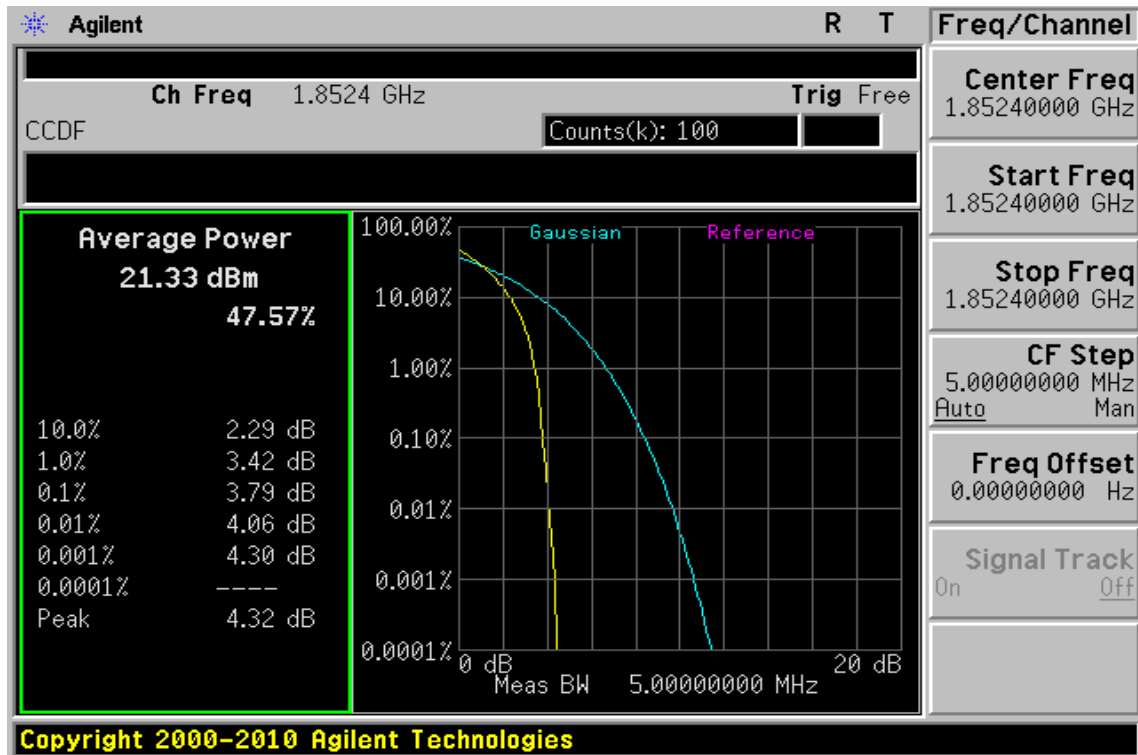 Agilent R T
Ch Freq 1.8524 GHz Trig Free
CCDF Counts(k): 100
Average Power
21.33 dBm
47.57%
10.0% 2.29 dB
1.0% 3.42 dB
0.1% 3.79 dB
0.01% 4.06 dB
0.001% 4.30 dB
0.0001% ----
Peak 4.32 dB
Gaussian Reference
100.00%
10.00%
1.00%
0.10%
0.01%
0.001%
0.0001%
0 dB 20 dB
Meas BW 5.00000000 MHz
Freq/Channel
Center Freq
1.85240000 GHz
Start Freq
1.85240000 GHz
Stop Freq
1.85240000 GHz
CF Step
5.00000000 MHz
Auto Man
Freq Offset
0.00000000 Hz
Signal Track
On Off
Copyright 2000-2010 Agilent Technologies